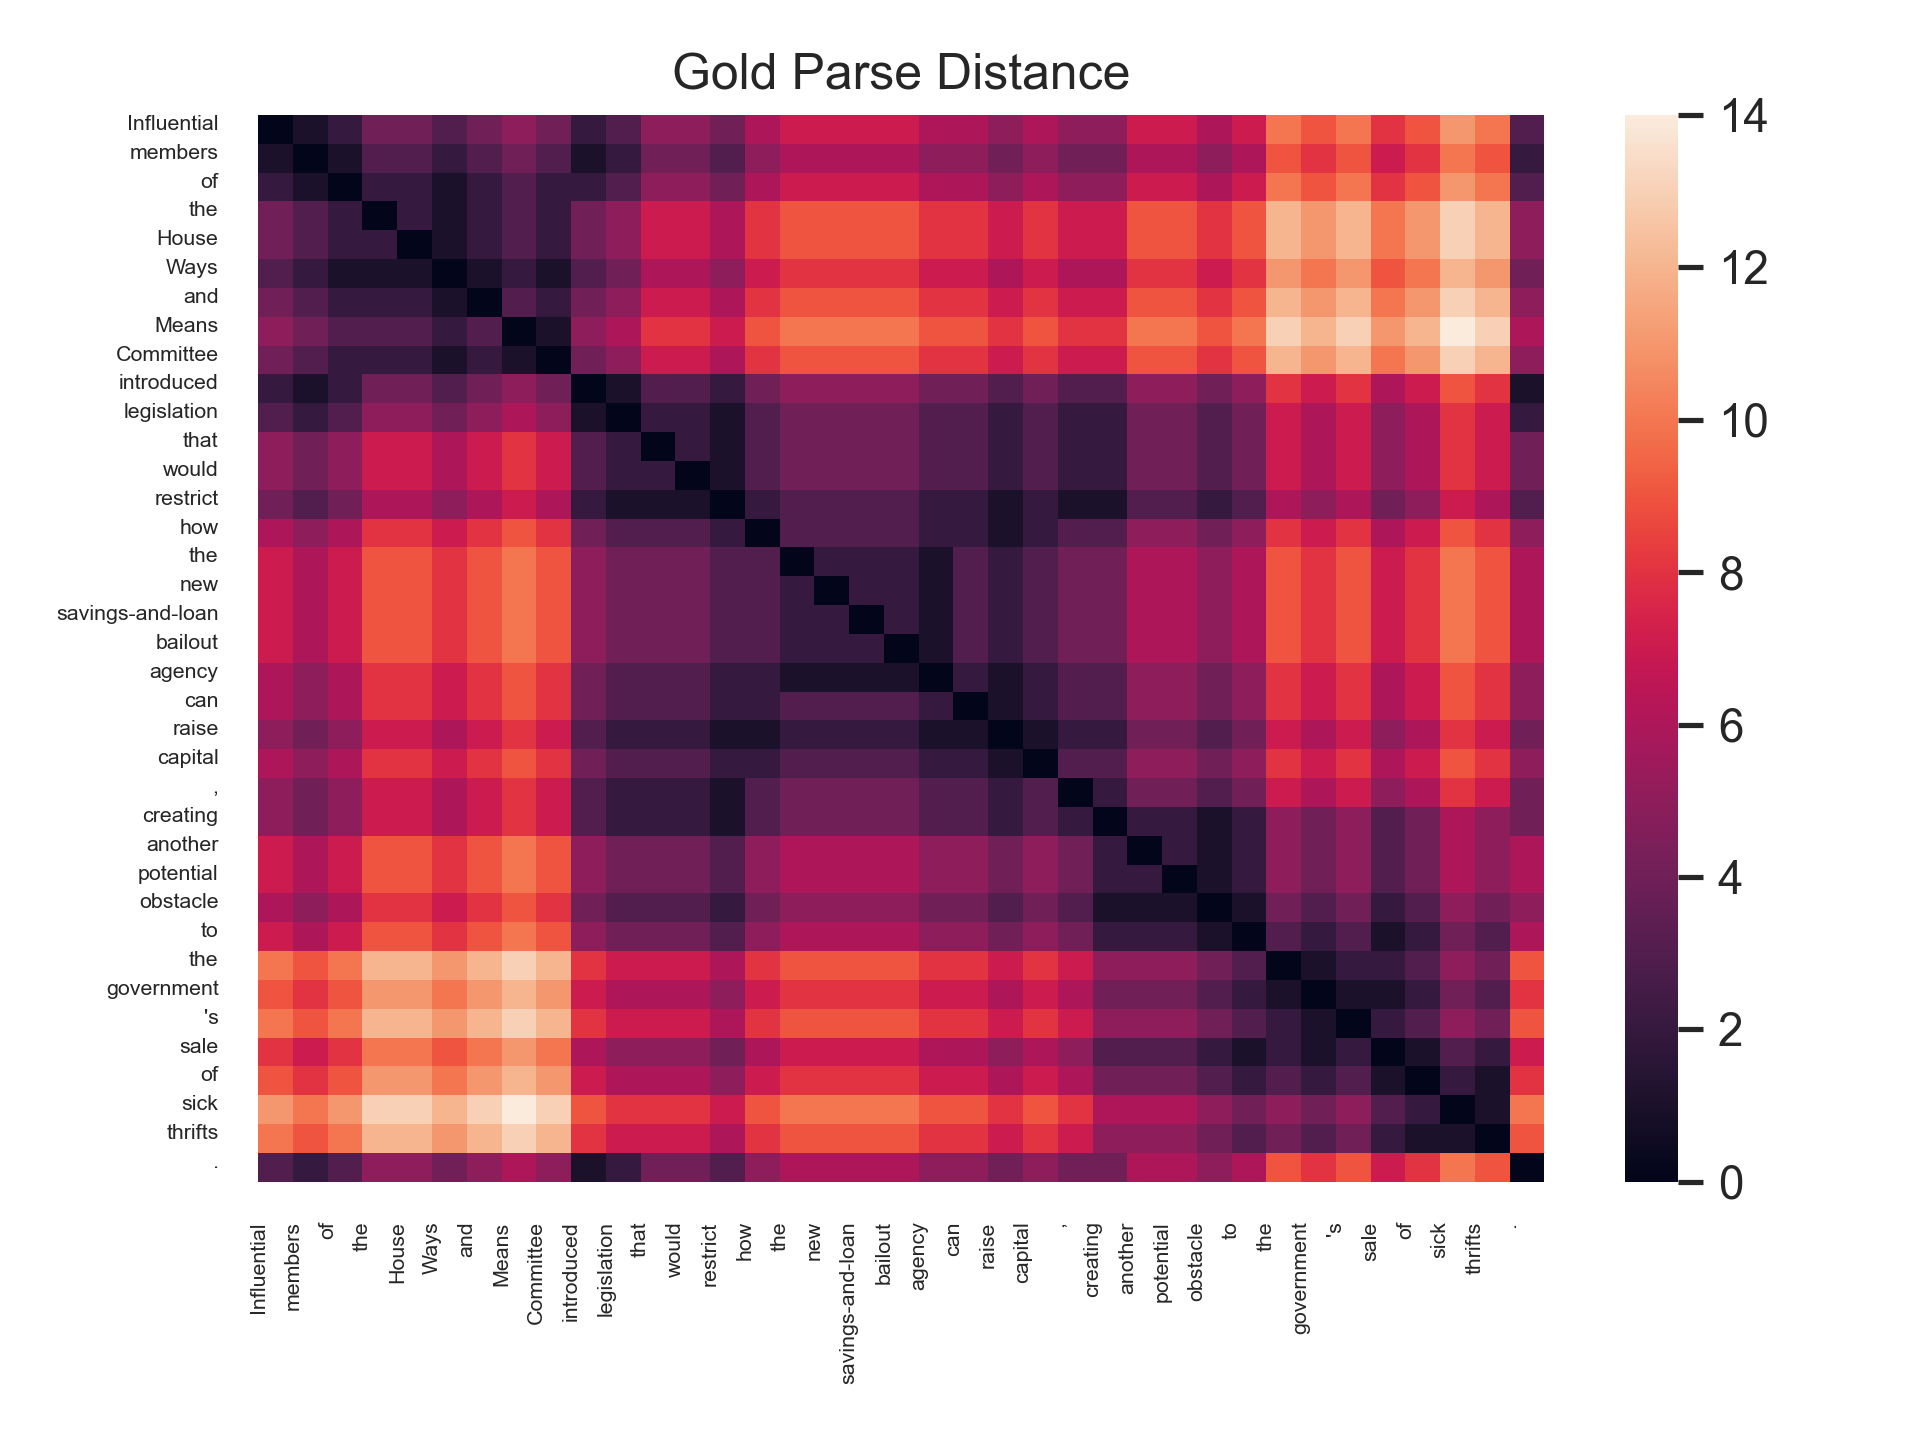 Gold Parse Distance
Influential
members
of
the
House
Ways
and
Means
Committee
introduced
legislation
that
would
restrict
how
the
new
savings-and-loan
bailout
agency
can
raise
capital
,
creating
another
potential
obstacle
to
the
government
's
sale
of
sick
thrifts
.
14
12
10
8
6
4
2
0
Influential
members
of
the
House
Ways
and
Means
Committee
introduced
legislation
that
would
restrict
how
the
new
savings-and-loan
bailout
agency
can
raise
capital
,
creating
another
potential
obstacle
to
the
government
's
sale
of
sick
thrifts
.